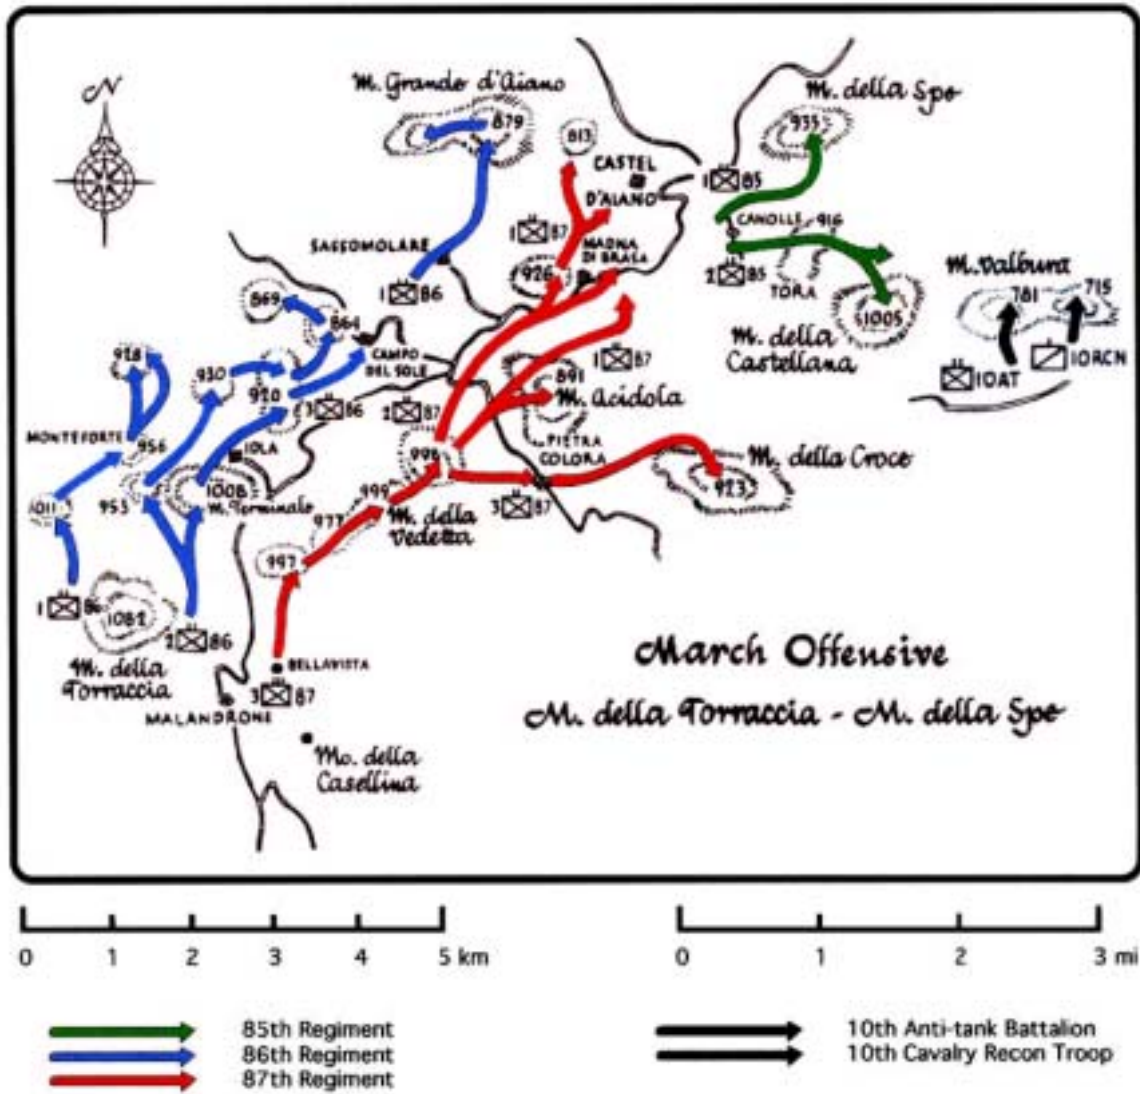 N
M. Grande d'Aiano
879
813
CASTEL
D'AIANO
M. della Spe
935
1 85
CANOLLE
916
2 85
TORA
1005
M. della
Castellana
M. Valbura
781
715
10AT
10RCN
SASSOMOLARE
1 86
1 87
MAGNA
DI BRASA
926
869
864
CAMPO
DEL SOLE
928
930
920
3 86
2 87
1 87
891
M. Acidola
PIETRA
COLORA
MONTEFORTE
956
IOLA
1008
M. Terminale
1011
953
M. della Croce
923
3 87
999
977
M. della
Vedetta
997
1 86
1082
2 86
M. della
Torraccia
BELLAVISTA
3 87
MALANDRONE
Mo. della
Casellina
March Offensive
M. della Torraccia - M. della Spe
0 1 2 3 4 5 km
0 1 2 3 mi
85th Regiment
86th Regiment
87th Regiment
10th Anti-tank Battalion
10th Cavalry Recon Troop